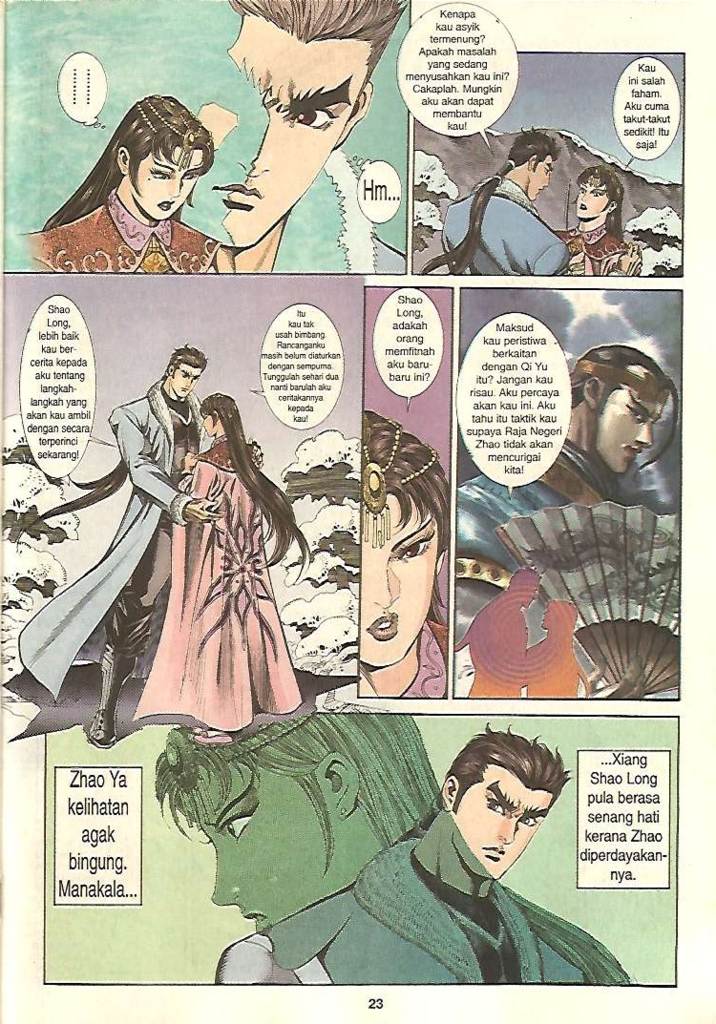 !!!
Hm...
Kenapa
kau asyik
termenung?
Apakah masalah
yang sedang
menyusahkan kau ini?
Cakaplah. Mungkin
aku akan dapat
membantu
kau!
Kau
ini salah
faham.
Aku cuma
takut-takut
sedikit! Itu
saja!
Shao
Long,
lebih baik
kau ber-
cerita kepada
aku tentang
langkah-
langkah yang
akan kau ambil
dengan secara
terperinci
sekarang!
Itu
kau tak
usah bimbang.
Rancanganku
masih belum diaturkan
dengan sempurna.
Tunggulah sehari dua
nanti barulah aku
ceritakannya
kepada
kau!
Shao
Long,
adakah
orang
memfitnah
aku baru-
baru ini?
Maksud
kau peristiwa
berkaitan
dengan Qi Yu
itu? Jangan kau
risau. Aku percaya
akan kau ini. Aku
tahu itu taktik kau
supaya Raja Negeri
Zhao tidak akan
mencurigai
kita!
Zhao Ya
kelihatan
agak
bingung.
Manakala...
...Xiang
Shao Long
pula berasa
senang hati
kerana Zhao
diperdayakan-
nya.
23